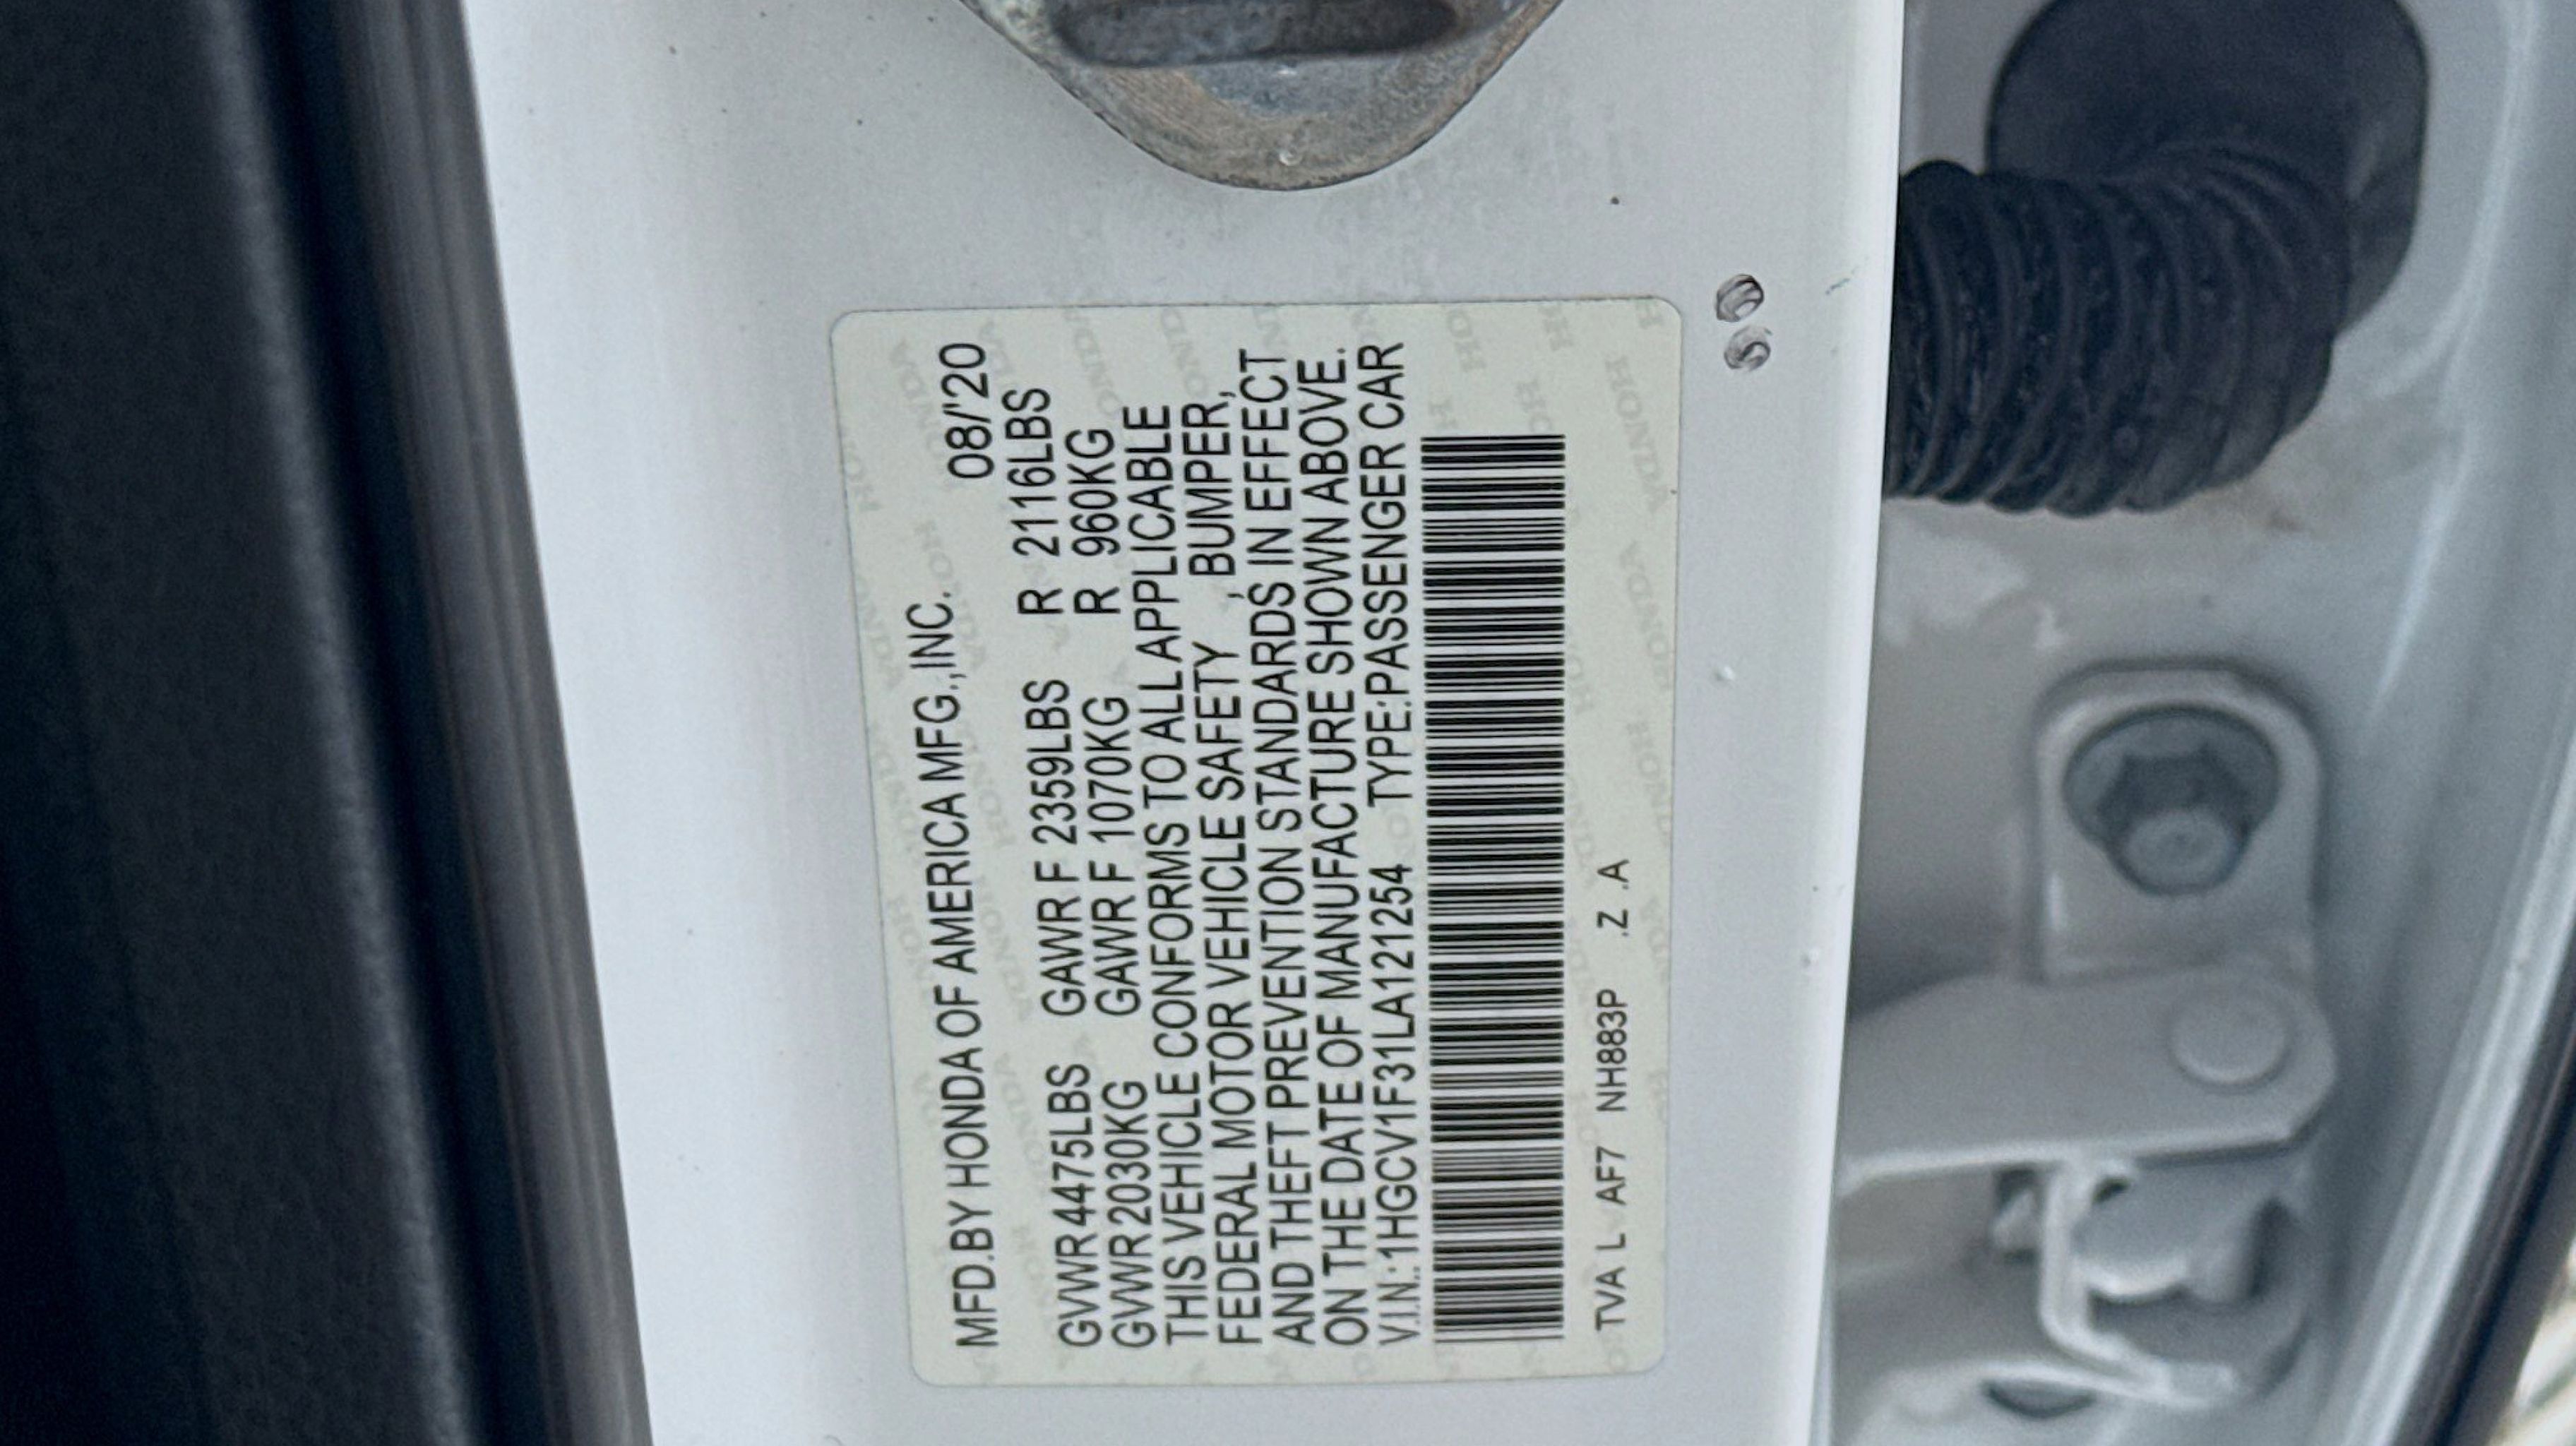 MFD.BY HONDA OF AMERICA MFG.,INC. 08/'20
GVWR 4475LBS GAWR F 2359LBS R 2116LBS
GVWR 2030KG GAWR F 1070KG R 960KG
THIS VEHICLE CONFORMS TO ALL APPLICABLE
FEDERAL MOTOR VEHICLE SAFETY , BUMPER,
AND THEFT PREVENTION STANDARDS IN EFFECT
ON THE DATE OF MANUFACTURE SHOWN ABOVE.
V.I.N.:1HGCV1F31LA121254 TYPE:PASSENGER CAR
TVA L AF7 NH883P .Z .A